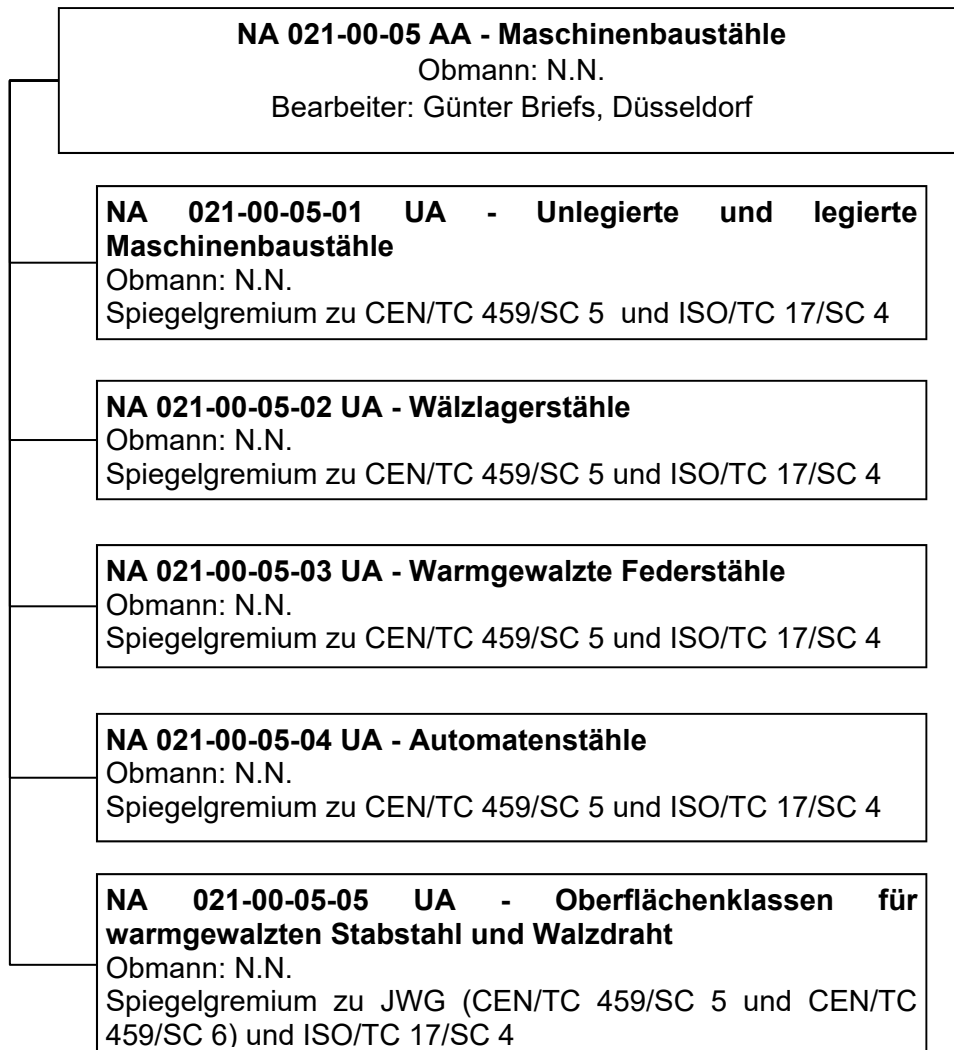 NA 021-00-05 AA - Maschinenbaustähle
Obmann: N.N.
Bearbeiter: Günter Briefs, Düsseldorf
NA 021-00-05-01 UA - Unlegierte und legierte
Maschinenbaustähle
Obmann: N.N.
Spiegelgremium zu CEN/TC 459/SC 5 und ISO/TC 17/SC 4
NA 021-00-05-02 UA - Wälzlagerstähle
Obmann: N.N.
Spiegelgremium zu CEN/TC 459/SC 5 und ISO/TC 17/SC 4
NA 021-00-05-03 UA - Warmgewalzte Federstähle
Obmann: N.N.
Spiegelgremium zu CEN/TC 459/SC 5 und ISO/TC 17/SC 4
NA 021-00-05-04 UA - Automatenstähle
Obmann: N.N.
Spiegelgremium zu CEN/TC 459/SC 5 und ISO/TC 17/SC 4
NA 021-00-05-05 UA - Oberflächenklassen für
warmgewalzten Stabstahl und Walzdraht
Obmann: N.N.
Spiegelgremium zu JWG (CEN/TC 459/SC 5 und CEN/TC
459/SC 6) und ISO/TC 17/SC 4